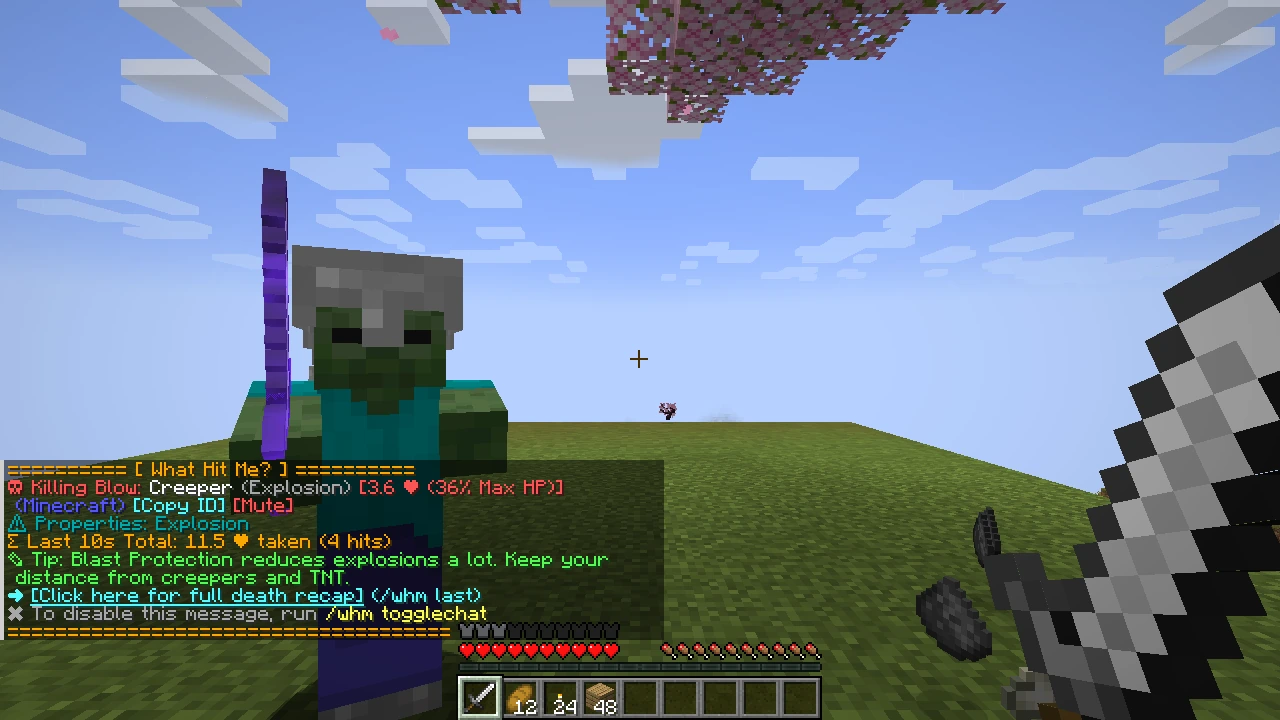 ========== [ What Hit Me? ] ==========
☠ Killing Blow: Creeper (Explosion) [3.6 ♥ (36% Max HP)]
(Minecraft) [Copy ID] [Mute]
⚠ Properties: Explosion
Σ Last 10s Total: 11.5 ♥ taken (4 hits)
✎ Tip: Blast Protection reduces explosions a lot. Keep your
distance from creepers and TNT.
➔ [Click here for full death recap] (/whm last)
✖ To disable this message, run /whm togglechat
====================================
12 24 48